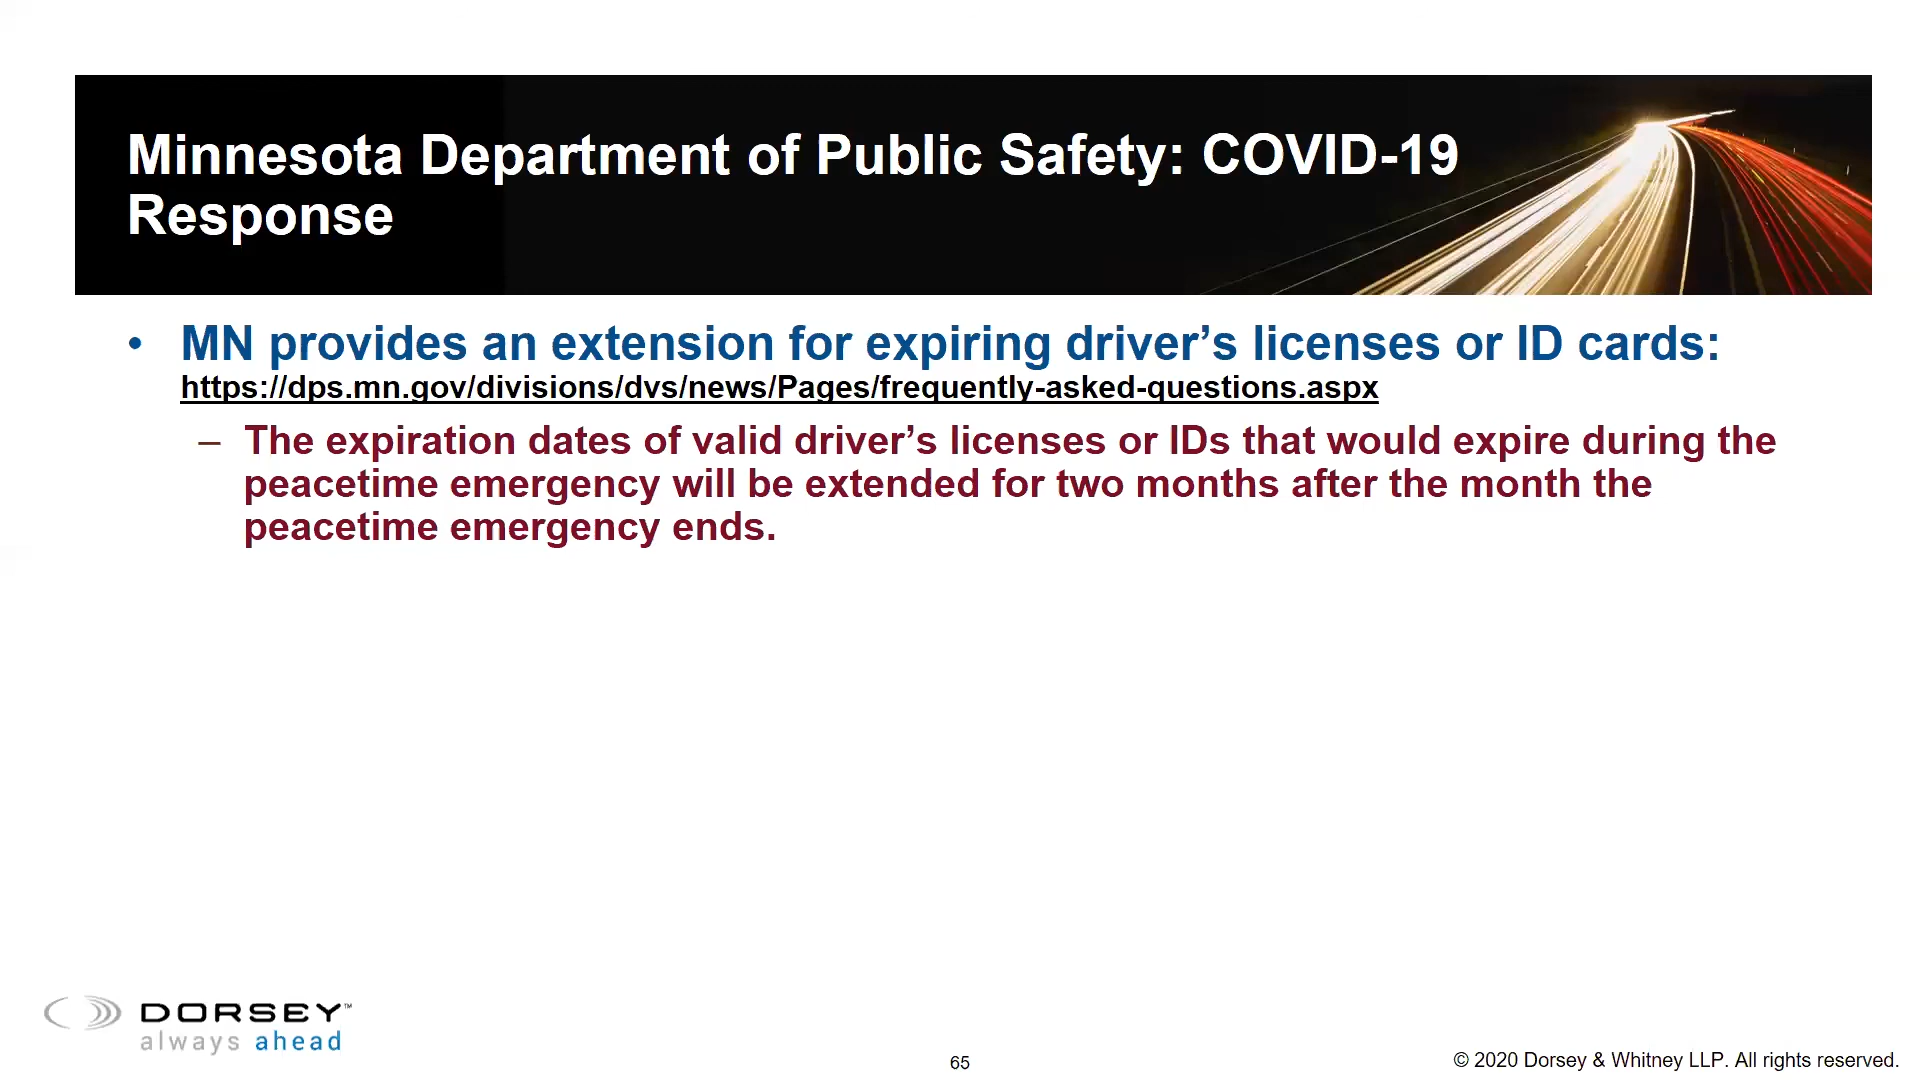 Minnesota Department of Public Safety: COVID-19
Response
• MN provides an extension for expiring driver’s licenses or ID cards:
https://dps.mn.gov/divisions/dvs/news/Pages/frequently-asked-questions.aspx
– The expiration dates of valid driver’s licenses or IDs that would expire during the
peacetime emergency will be extended for two months after the month the
peacetime emergency ends.
DORSEY™
always ahead
65
© 2020 Dorsey & Whitney LLP. All rights reserved.